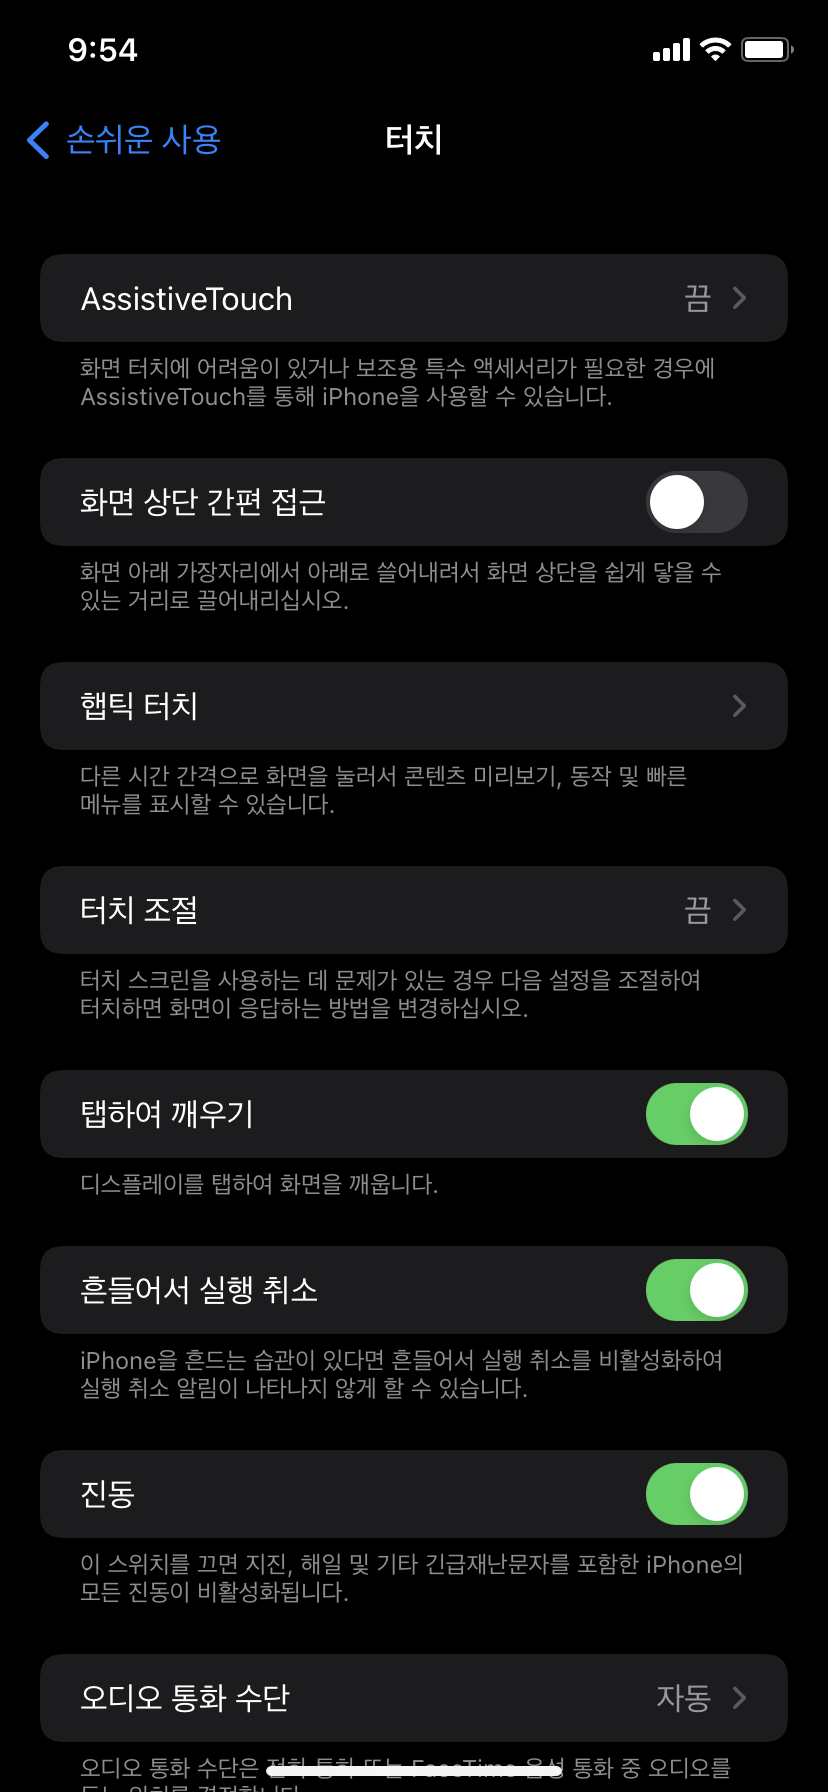 9:54
손쉬운 사용
터치
AssistiveTouch 끔
화면 터치에 어려움이 있거나 보조용 특수 액세서리가 필요한 경우에
AssistiveTouch를 통해 iPhone을 사용할 수 있습니다.
화면 상단 간편 접근
화면 아래 가장자리에서 아래로 쓸어내려서 화면 상단을 쉽게 닿을 수
있는 거리로 끌어내리십시오.
햅틱 터치
다른 시간 간격으로 화면을 눌러서 콘텐츠 미리보기, 동작 및 빠른
메뉴를 표시할 수 있습니다.
터치 조절 끔
터치 스크린을 사용하는 데 문제가 있는 경우 다음 설정을 조절하여
터치하면 화면이 응답하는 방법을 변경하십시오.
탭하여 깨우기
디스플레이를 탭하여 화면을 깨웁니다.
흔들어서 실행 취소
iPhone을 흔드는 습관이 있다면 흔들어서 실행 취소를 비활성화하여
실행 취소 알림이 나타나지 않게 할 수 있습니다.
진동
이 스위치를 끄면 지진, 해일 및 기타 긴급재난문자를 포함한 iPhone의
모든 진동이 비활성화됩니다.
오디오 통화 수단 자동
오디오 통화 수단은 전화 통화 또는 FaceTime 음성 통화 중 오디오를